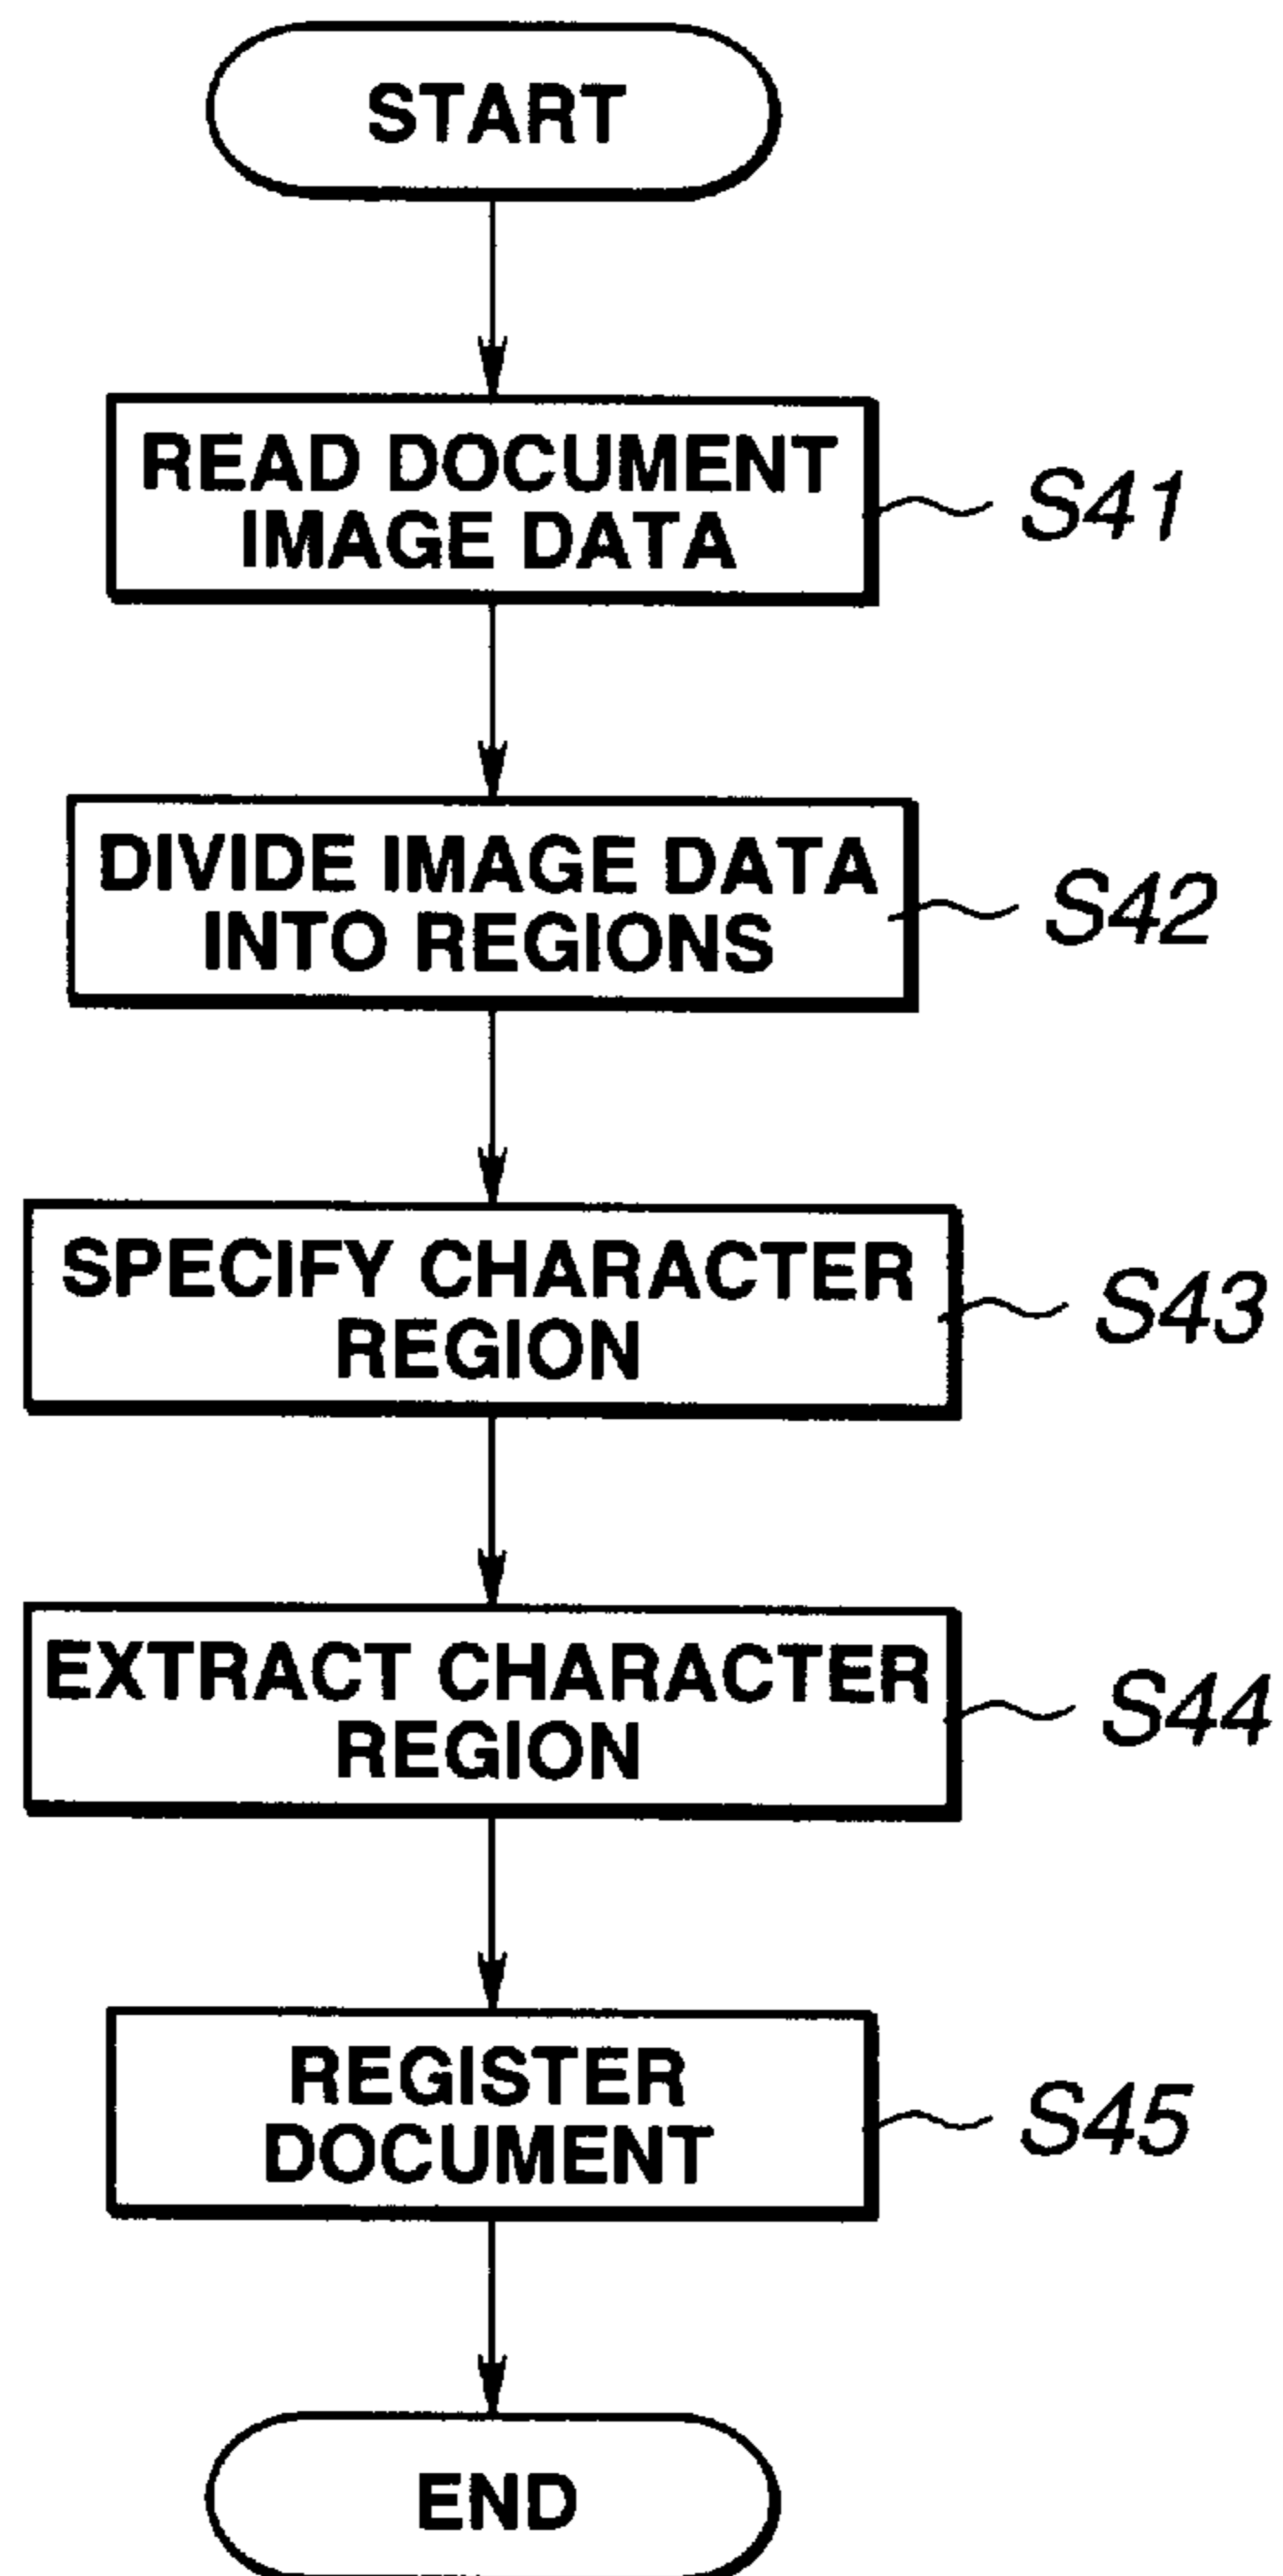 START
READ DOCUMENT
IMAGE DATA
S41
DIVIDE IMAGE DATA
INTO REGIONS
S42
SPECIFY CHARACTER
REGION
S43
EXTRACT CHARACTER
REGION
S44
REGISTER
DOCUMENT
S45
END